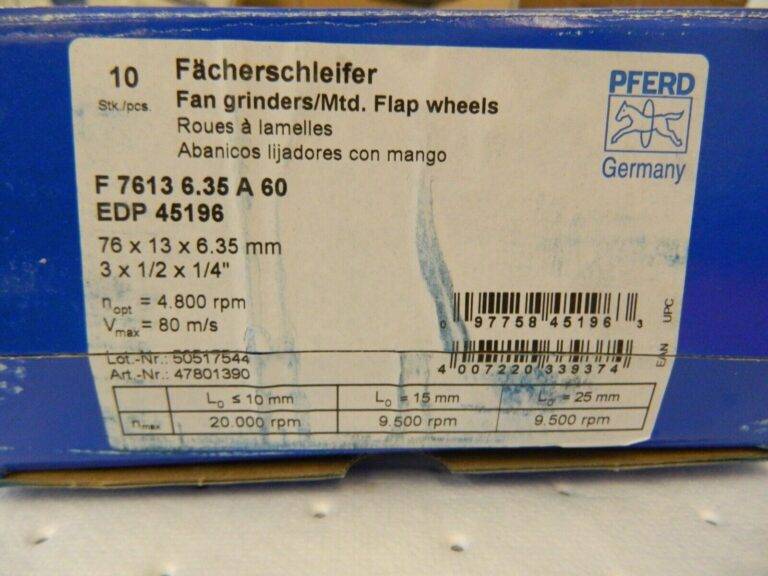 10
Stk./pcs.
Fächerschleifer
Fan grinders/Mtd. Flap wheels
Roues à lamelles
Abanicos lijadores con mango
PFERD
Germany
F 7613 6.35 A 60
EDP 45196
76 x 13 x 6.35 mm
3 x 1/2 x 1/4"
nopt = 4.800 rpm
Vmax = 80 m/s
Lot.-Nr.: 50517544
Art.-Nr.: 47801390
0 97758 45196 3
UPC
4 007220 339374
EAN
L0 ≤ 10 mm L0 = 15 mm L0 = 25 mm
nmax 20.000 rpm 9.500 rpm 9.500 rpm